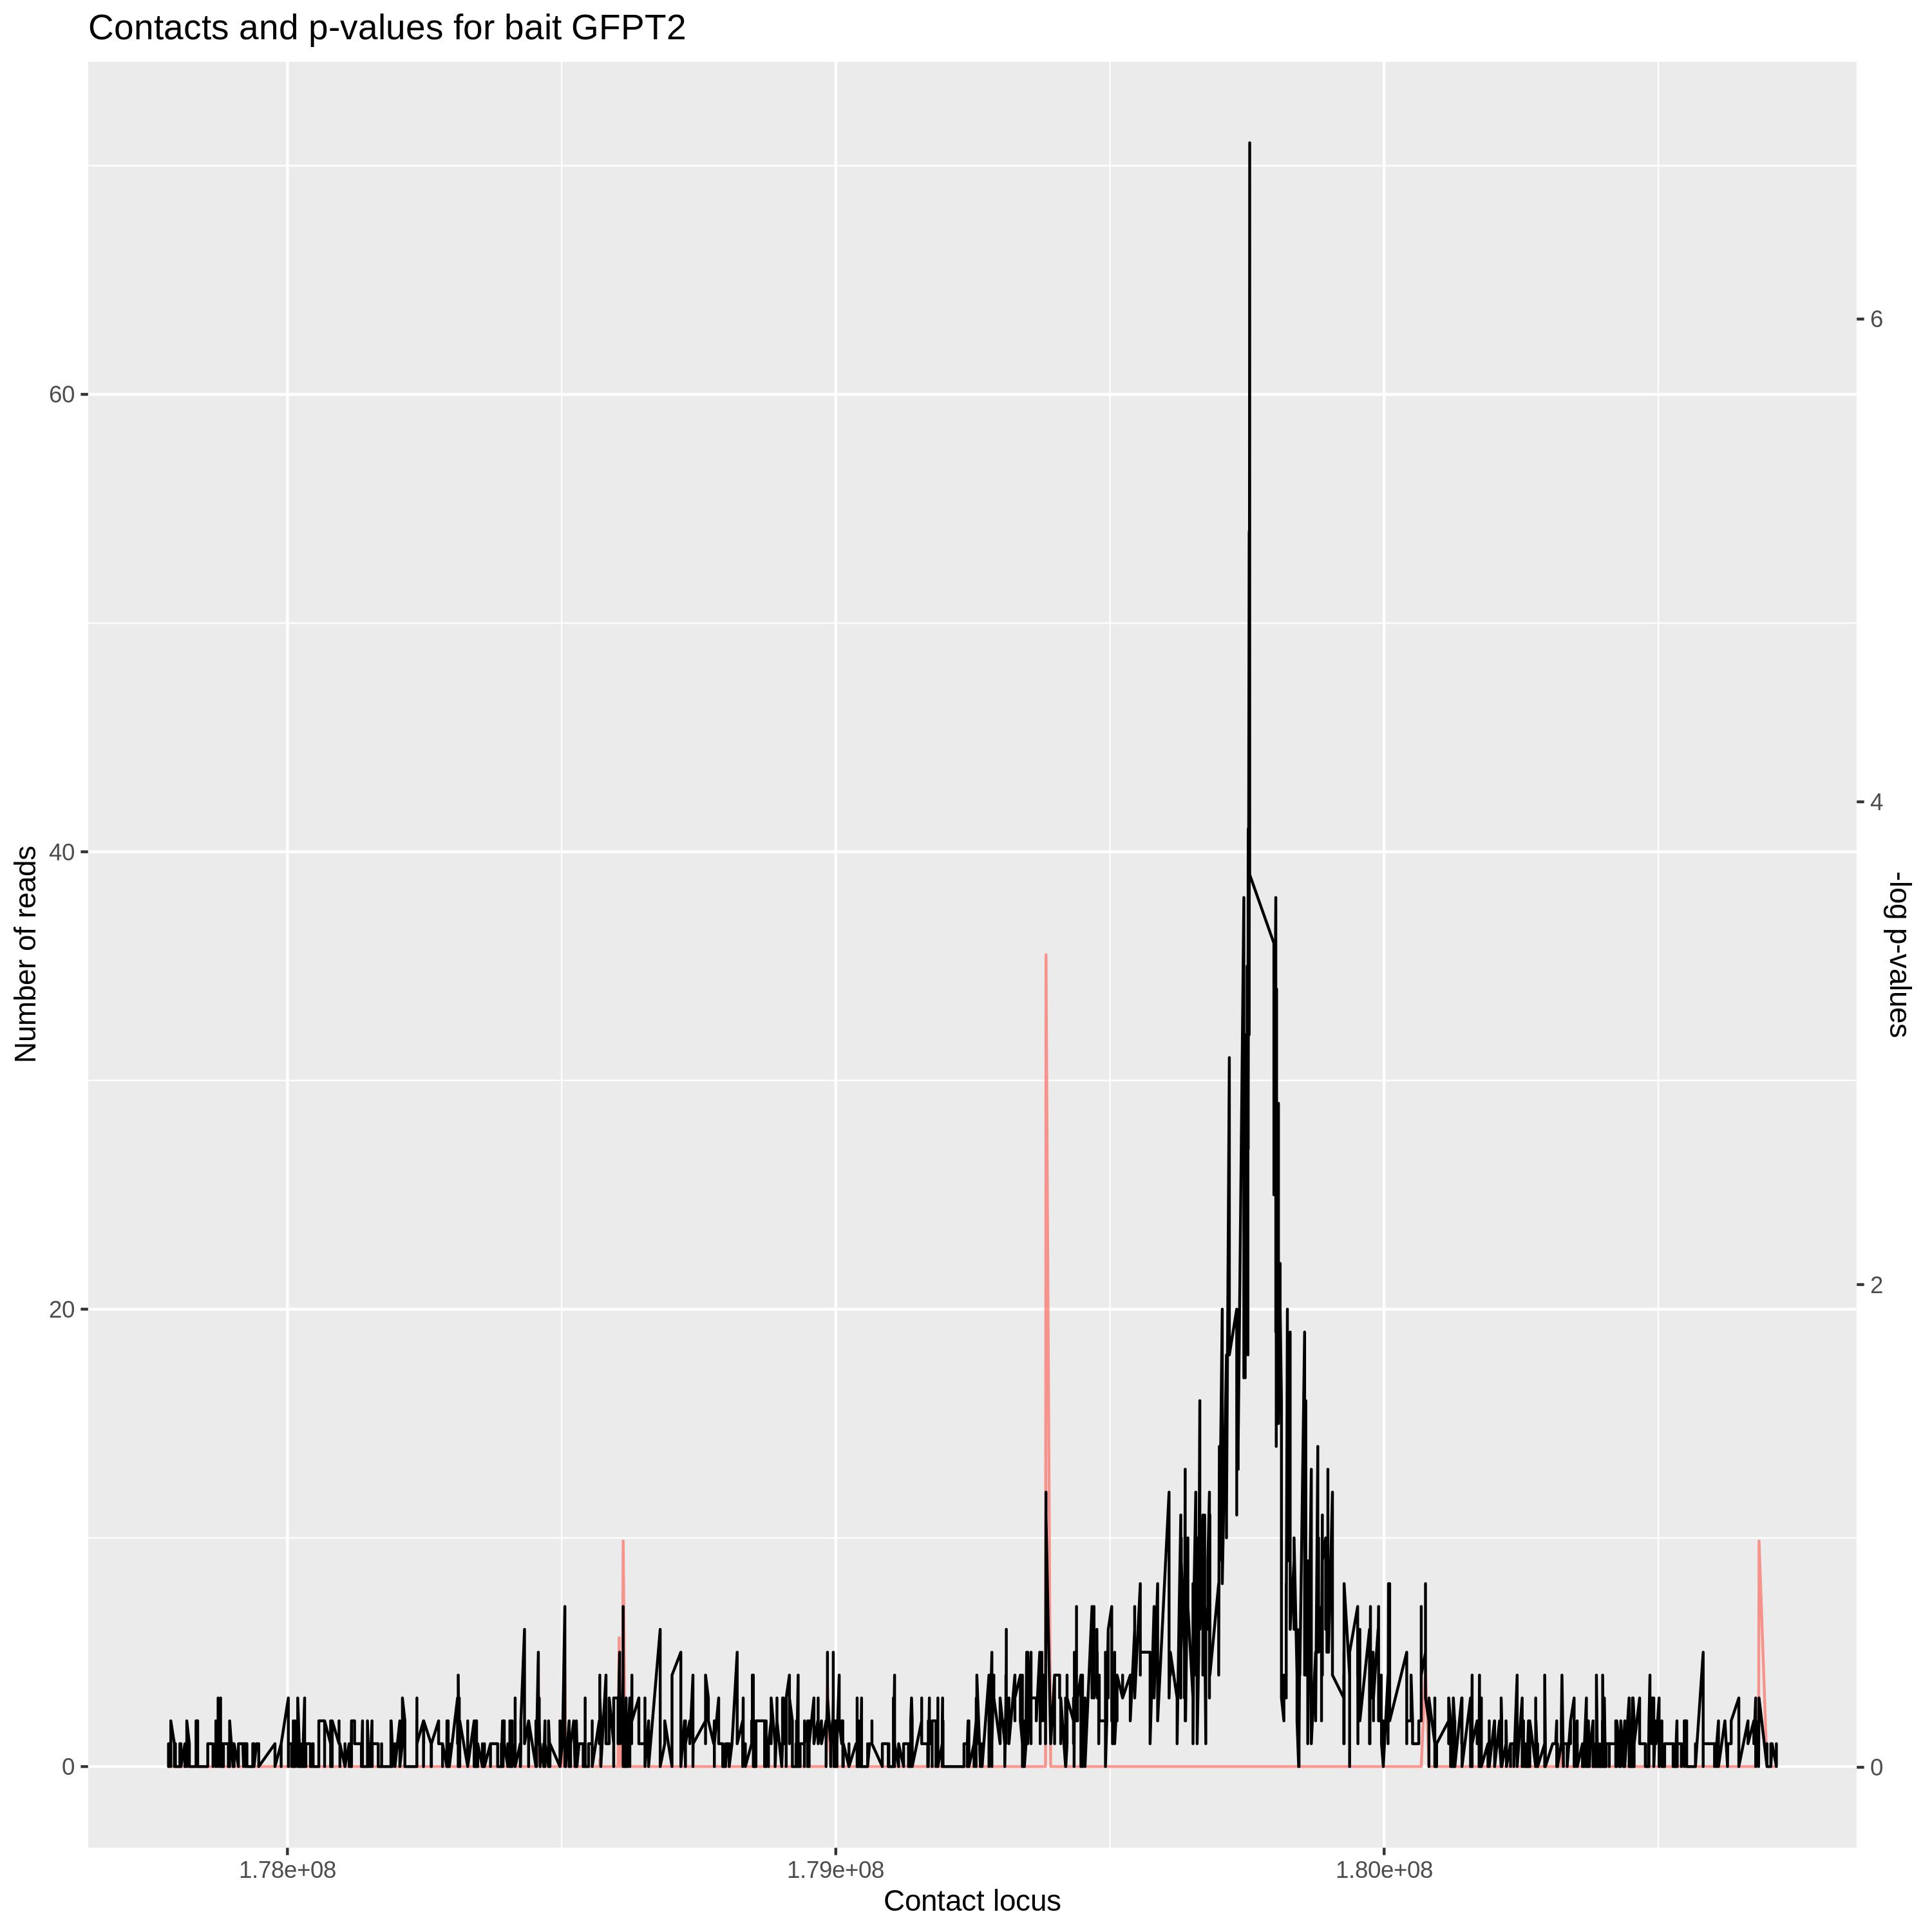 Contacts and p-values for bait GFPT2
Number of reads
60
40
20
0
6
4
2
0
-log p-values
1.78e+08 1.79e+08 1.80e+08
Contact locus